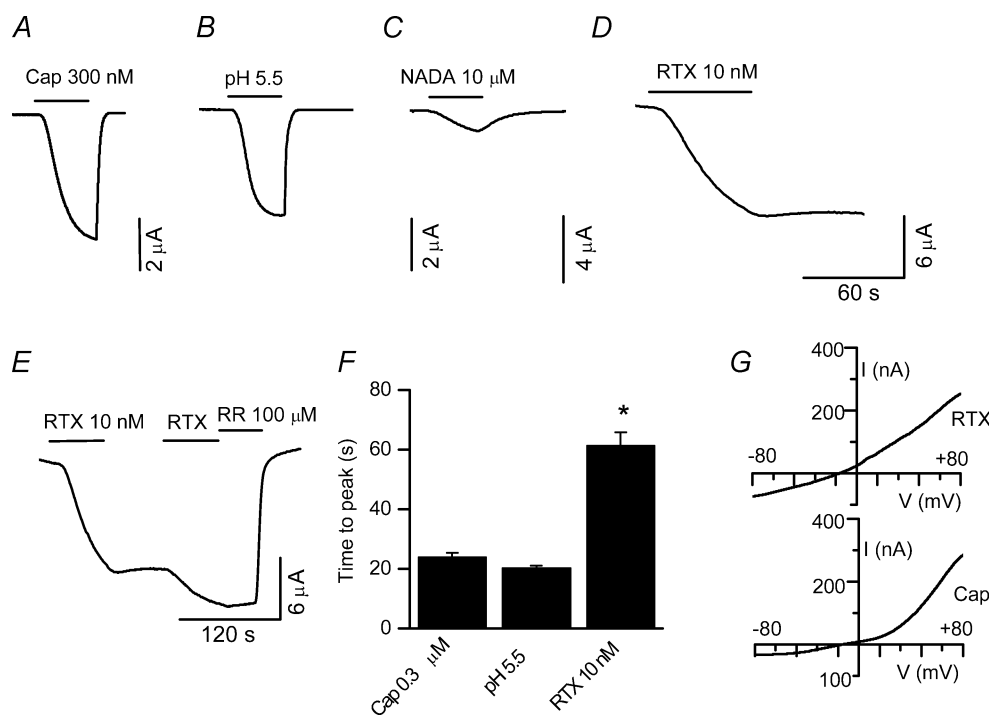 A
Cap 300 nM
2 μA
B
pH 5.5
C
NADA 10 μM
2 μA
4 μA
D
RTX 10 nM
6 μA
60 s
E
RTX 10 nM
RTX
RR 100 μM
6 μA
120 s
F
Time to peak (s)
80
60
40
20
0
*
Cap 0.3 μM
pH 5.5
RTX 10 nM
G
400
I (nA)
200
RTX
-80
+80
V (mV)
400
I (nA)
200
Cap
-80
+80
V (mV)
100